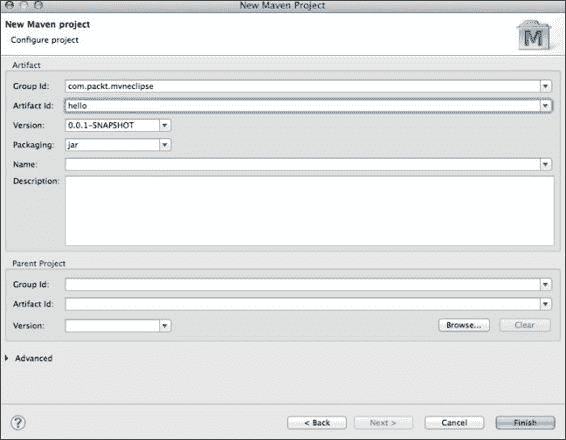 New Maven Project
New Maven project
Configure project
M
Artifact
Group Id: com.packt.mvneclipse
Artifact Id: hello
Version: 0.0.1-SNAPSHOT
Packaging: jar
Name:
Description:
Parent Project
Group Id:
Artifact Id:
Version: Browse... Clear
Advanced
? < Back Next > Cancel Finish